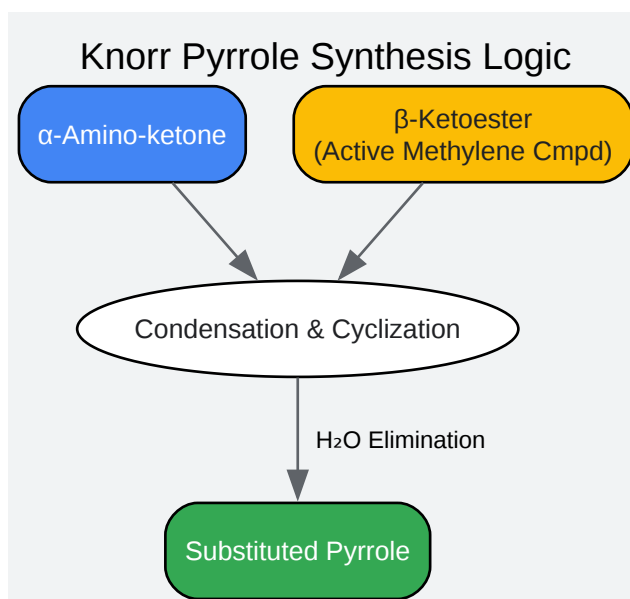 Knorr Pyrrole Synthesis Logic
α-Amino-ketone
β-Ketoester
(Active Methylene Cmpd)
Condensation & Cyclization
H₂O Elimination
Substituted Pyrrole